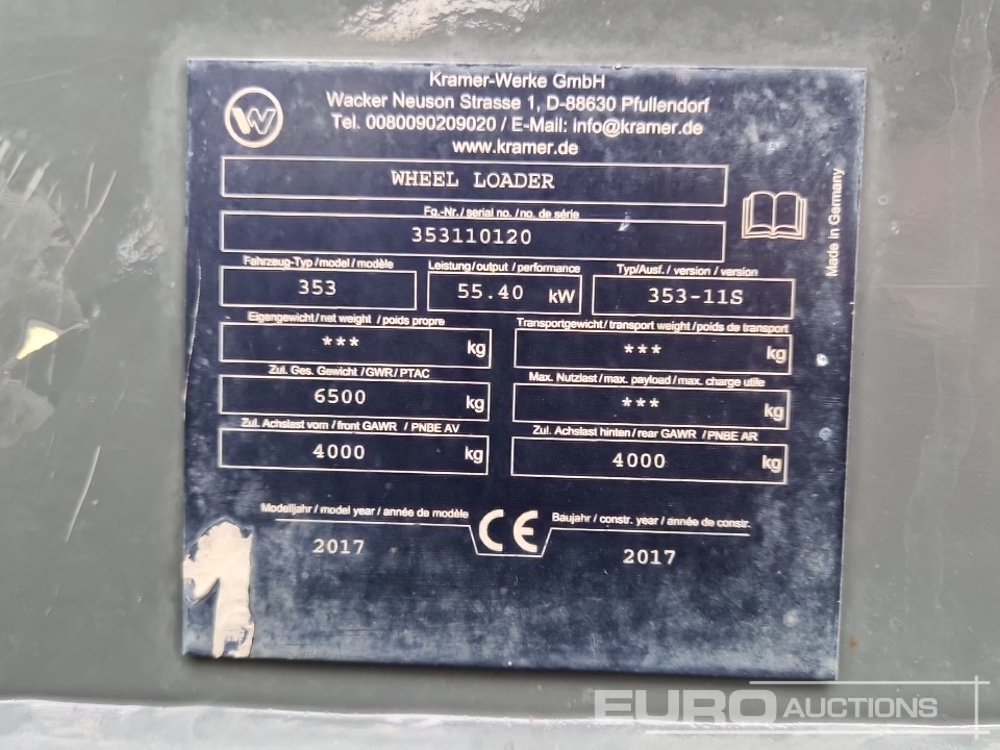 Kramer-Werke GmbH
Wacker Neuson Strasse 1, D-88630 Pfullendorf
Tel. 0080090209020 / E-Mail: info@kramer.de
www.kramer.de
WHEEL LOADER
Fg.-Nr./ serial no. / no. de série
353110120
Made in Germany
Fahrzeug-Typ / model / modèle Leistung / output / performance Typ/Ausf. / version / version
353 55.40 kW 353-11S
Eigengewicht / net weight / poids propre Transportgewicht / transport weight / poids de transport
*** kg *** kg
Zul. Ges. Gewicht / GWR / PTAC Max. Nutzlast / max. payload / max. charge utile
6500 kg *** kg
Zul. Achslast vorn / front GAWR / PNBE AV Zul. Achslast hinten / rear GAWR / PNBE AR
4000 kg 4000 kg
Modelljahr / model year / année de modèle CE Baujahr / constr. year / année de constr.
2017 2017
1
EURO AUCTIONS